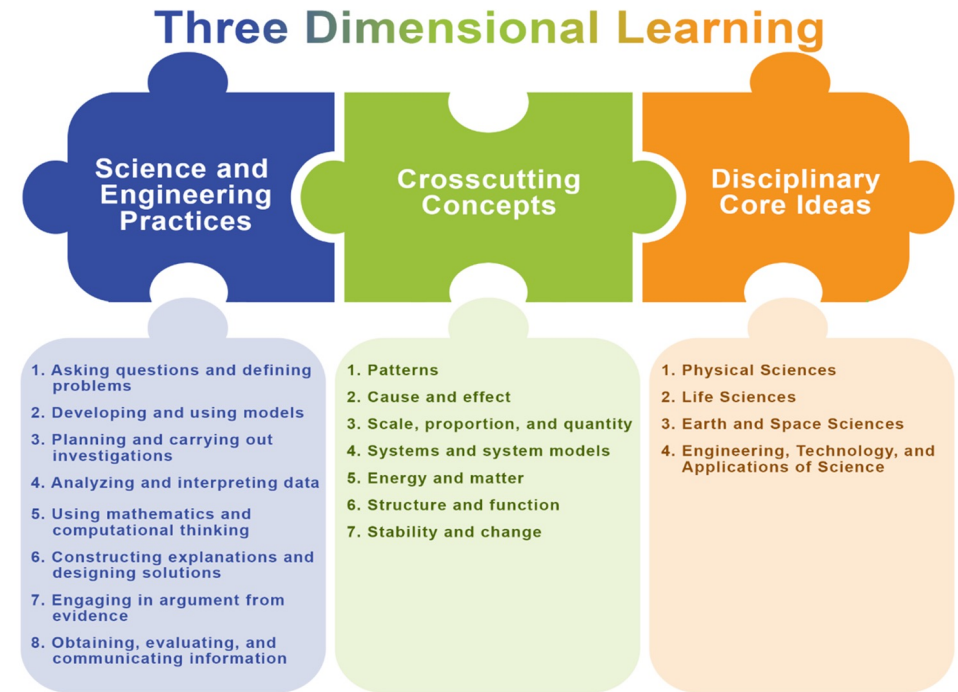 Three Dimensional Learning
Science and
Engineering
Practices
Crosscutting
Concepts
Disciplinary
Core Ideas
1. Asking questions and defining
problems
2. Developing and using models
3. Planning and carrying out
investigations
4. Analyzing and interpreting data
5. Using mathematics and
computational thinking
6. Constructing explanations and
designing solutions
7. Engaging in argument from
evidence
8. Obtaining, evaluating, and
communicating information
1. Patterns
2. Cause and effect
3. Scale, proportion, and quantity
4. Systems and system models
5. Energy and matter
6. Structure and function
7. Stability and change
1. Physical Sciences
2. Life Sciences
3. Earth and Space Sciences
4. Engineering, Technology, and
Applications of Science